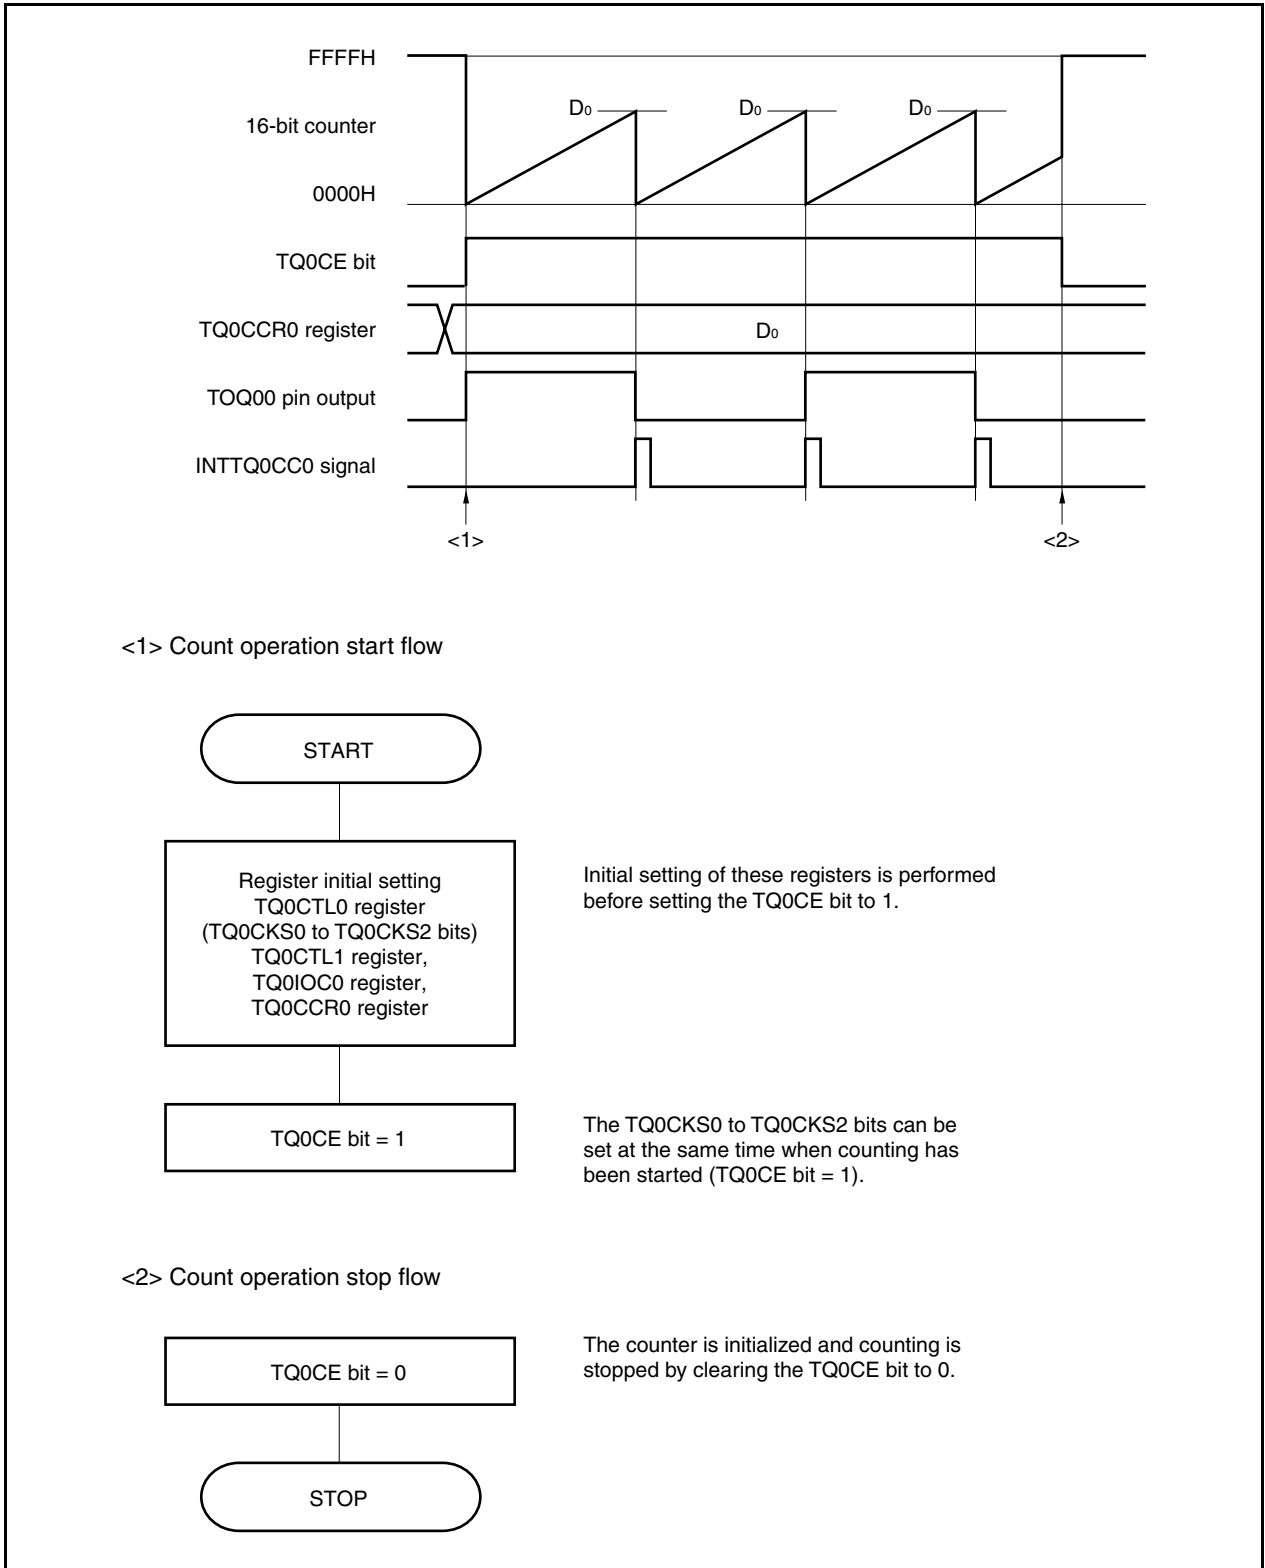 FFFFH
D0 D0 D0
16-bit counter
0000H
TQ0CE bit
TQ0CCR0 register
D0
TOQ00 pin output
INTTQ0CC0 signal
<1> <2>
<1> Count operation start flow
START
Register initial setting
TQ0CTL0 register
(TQ0CKS0 to TQ0CKS2 bits)
TQ0CTL1 register,
TQ0IOC0 register,
TQ0CCR0 register
Initial setting of these registers is performed
before setting the TQ0CE bit to 1.
TQ0CE bit = 1
The TQ0CKS0 to TQ0CKS2 bits can be
set at the same time when counting has
been started (TQ0CE bit = 1).
<2> Count operation stop flow
TQ0CE bit = 0
The counter is initialized and counting is
stopped by clearing the TQ0CE bit to 0.
STOP